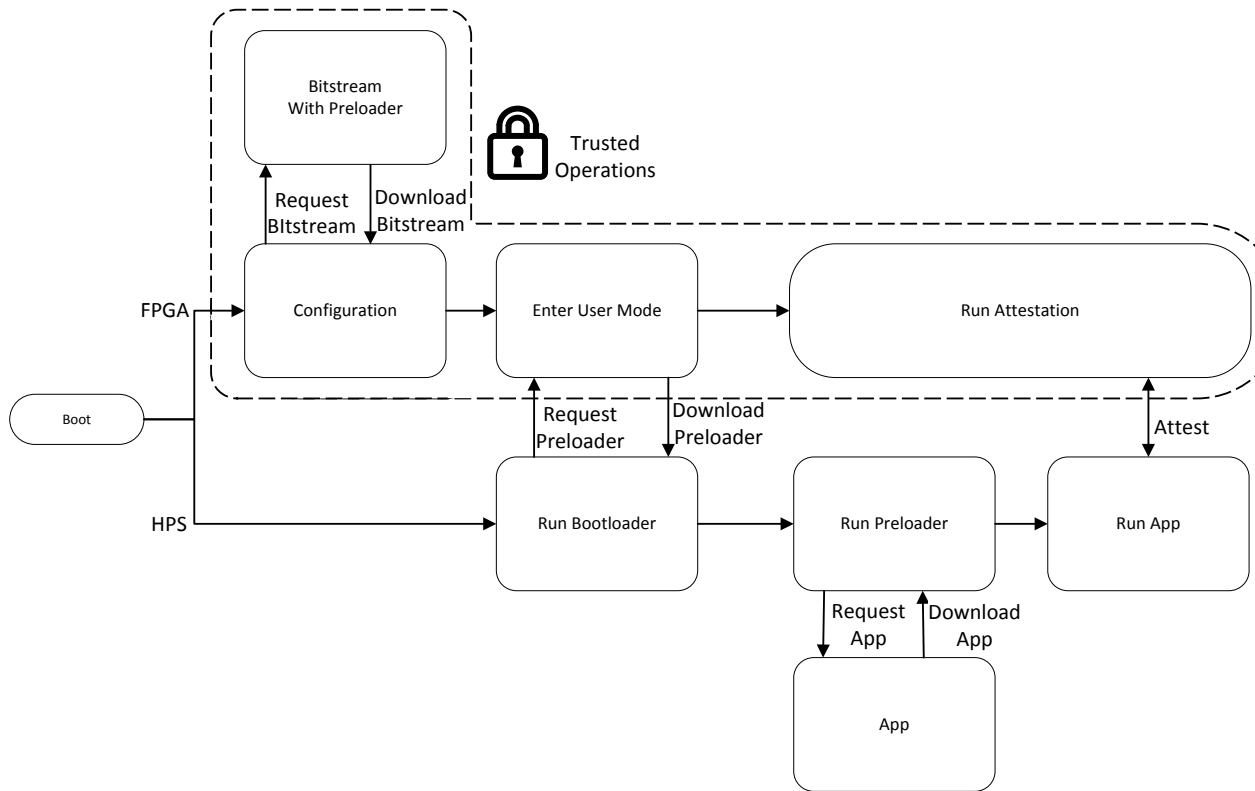 Bitstream
With Preloader
Trusted
Operations
Request
BItstream
Download
Bitstream
FPGA
Configuration
Enter User Mode
Run Attestation
Boot
Request
Preloader
Download
Preloader
Attest
HPS
Run Bootloader
Run Preloader
Run App
Request
App
Download
App
App